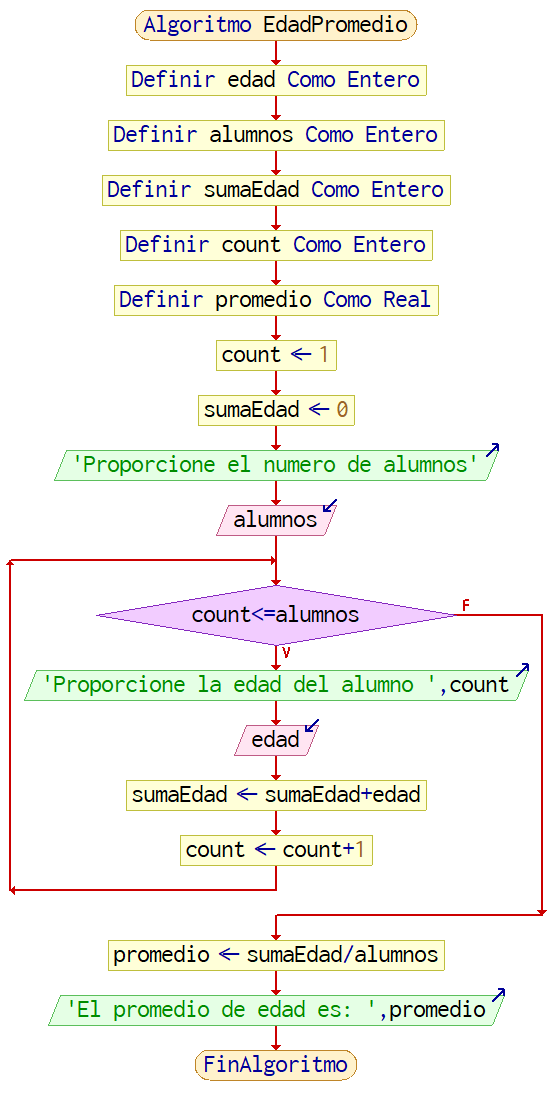 Algoritmo EdadPromedio
Definir edad Como Entero
Definir alumnos Como Entero
Definir sumaEdad Como Entero
Definir count Como Entero
Definir promedio Como Real
count ← 1
sumaEdad ← 0
'Proporcione el numero de alumnos'
alumnos
count<=alumnos
F
V
'Proporcione la edad del alumno ',count
edad
sumaEdad ← sumaEdad+edad
count ← count+1
promedio ← sumaEdad/alumnos
'El promedio de edad es: ',promedio
FinAlgoritmo